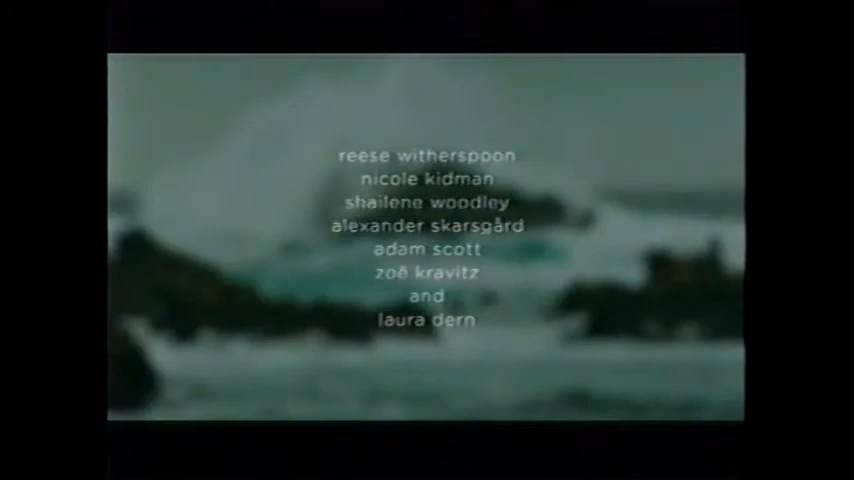 reese witherspoon
nicole kidman
shailene woodley
alexander skarsgård
adam scott
zoë kravitz
and
laura dern